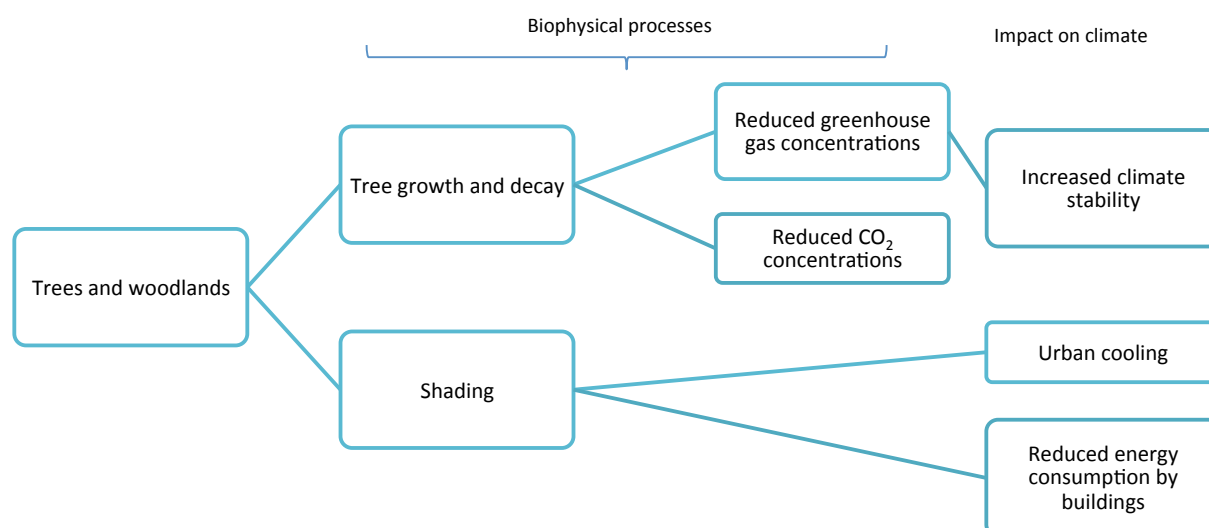 Biophysical processes
Impact on climate
Reduced greenhouse
gas concentrations
Tree growth and decay
Increased climate
stability
Reduced CO₂
concentrations
Trees and woodlands
Urban cooling
Shading
Reduced energy
consumption by
buildings